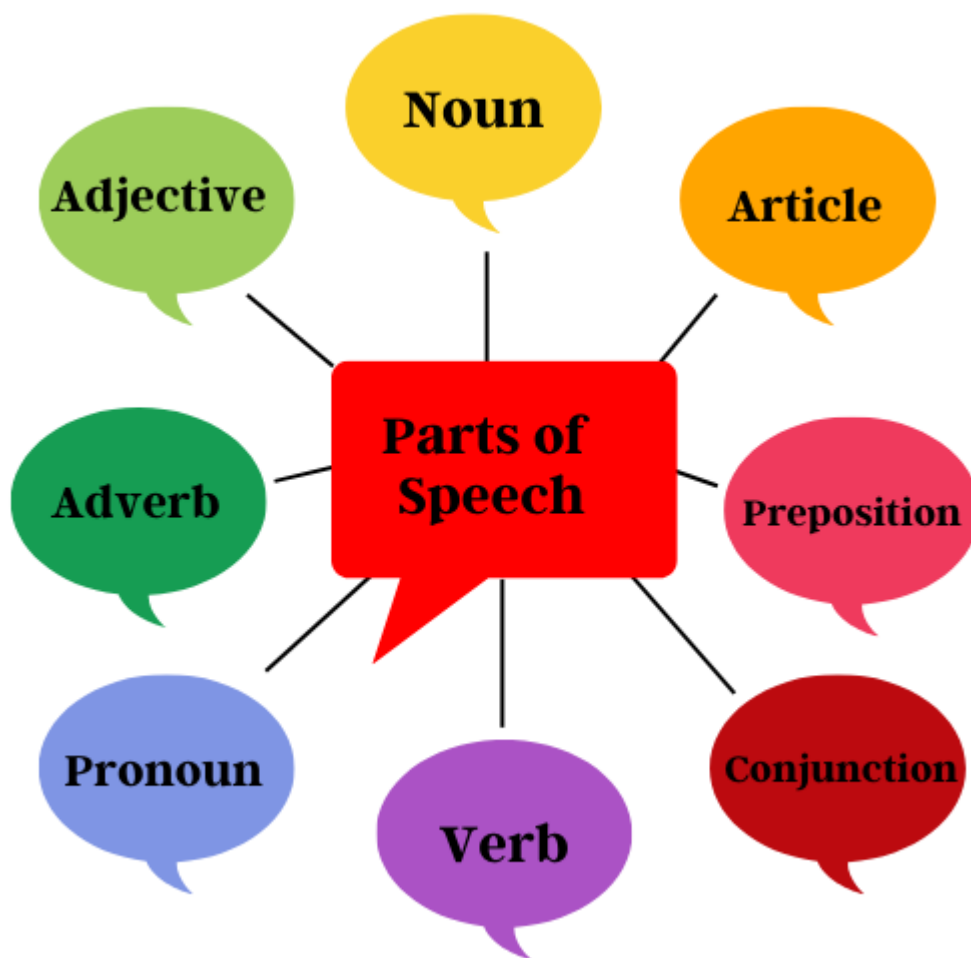 Noun
Adjective
Article
Parts of
Speech
Adverb
Preposition
Pronoun
Conjunction
Verb